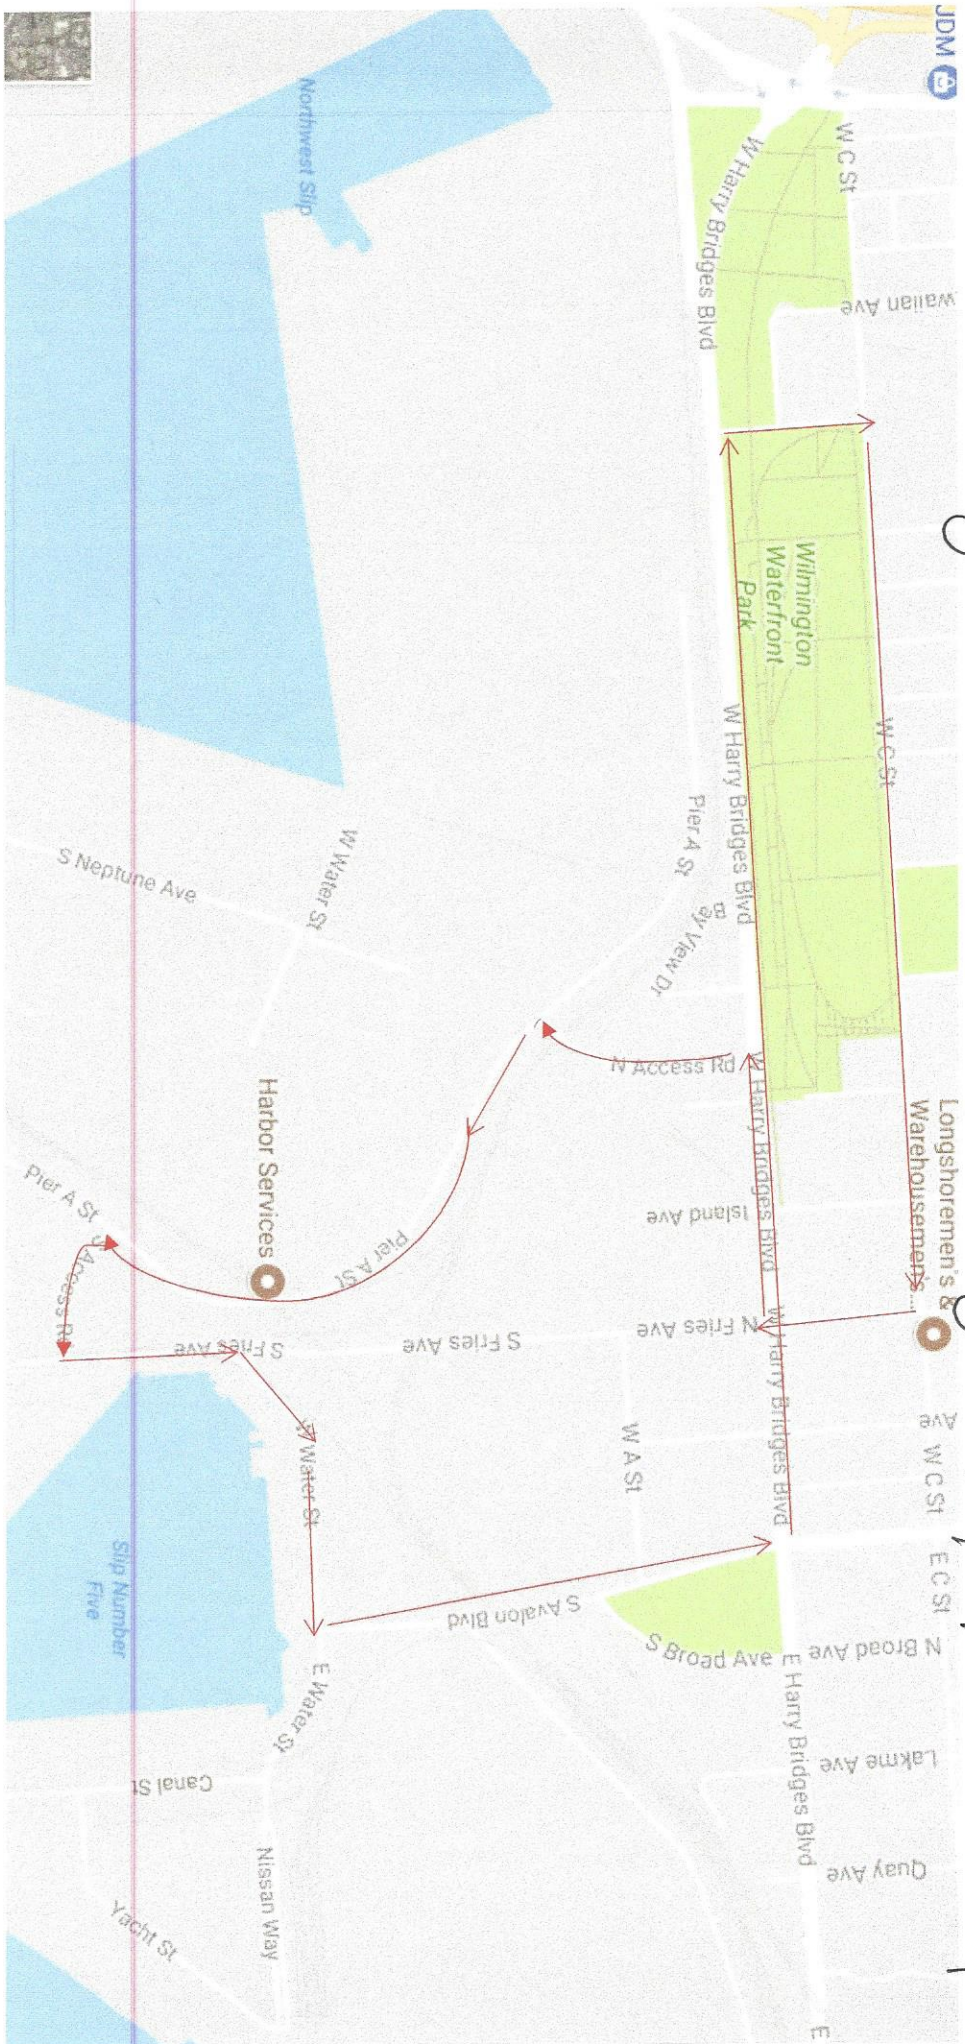 JDM
W C St
waiian Ave
W Harry Bridges Blvd
Northwest Slip
Wilmington
Waterfront
Park
W C St
W Harry Bridges Blvd
Pier A St
Bay View Dr
W Water St
S Neptune Ave
N Access Rd
W Harry Bridges Blvd
Longshoremen's &
Warehousemen's...
Island Ave
Harbor Services
Pier A St
Pier A St
S Access Rd
N Fries Ave
W Harry Bridges Blvd
S Fries Ave
S Fries Ave
Ave
W C St
W A St
W Water St
E C St
Slip Number
Five
S Avalon Blvd
S Broad Ave
N Broad Ave
E Harry Bridges Blvd
E Water St
Lakme Ave
Canal St
Quay Ave
Nissan Way
Yacht St
E